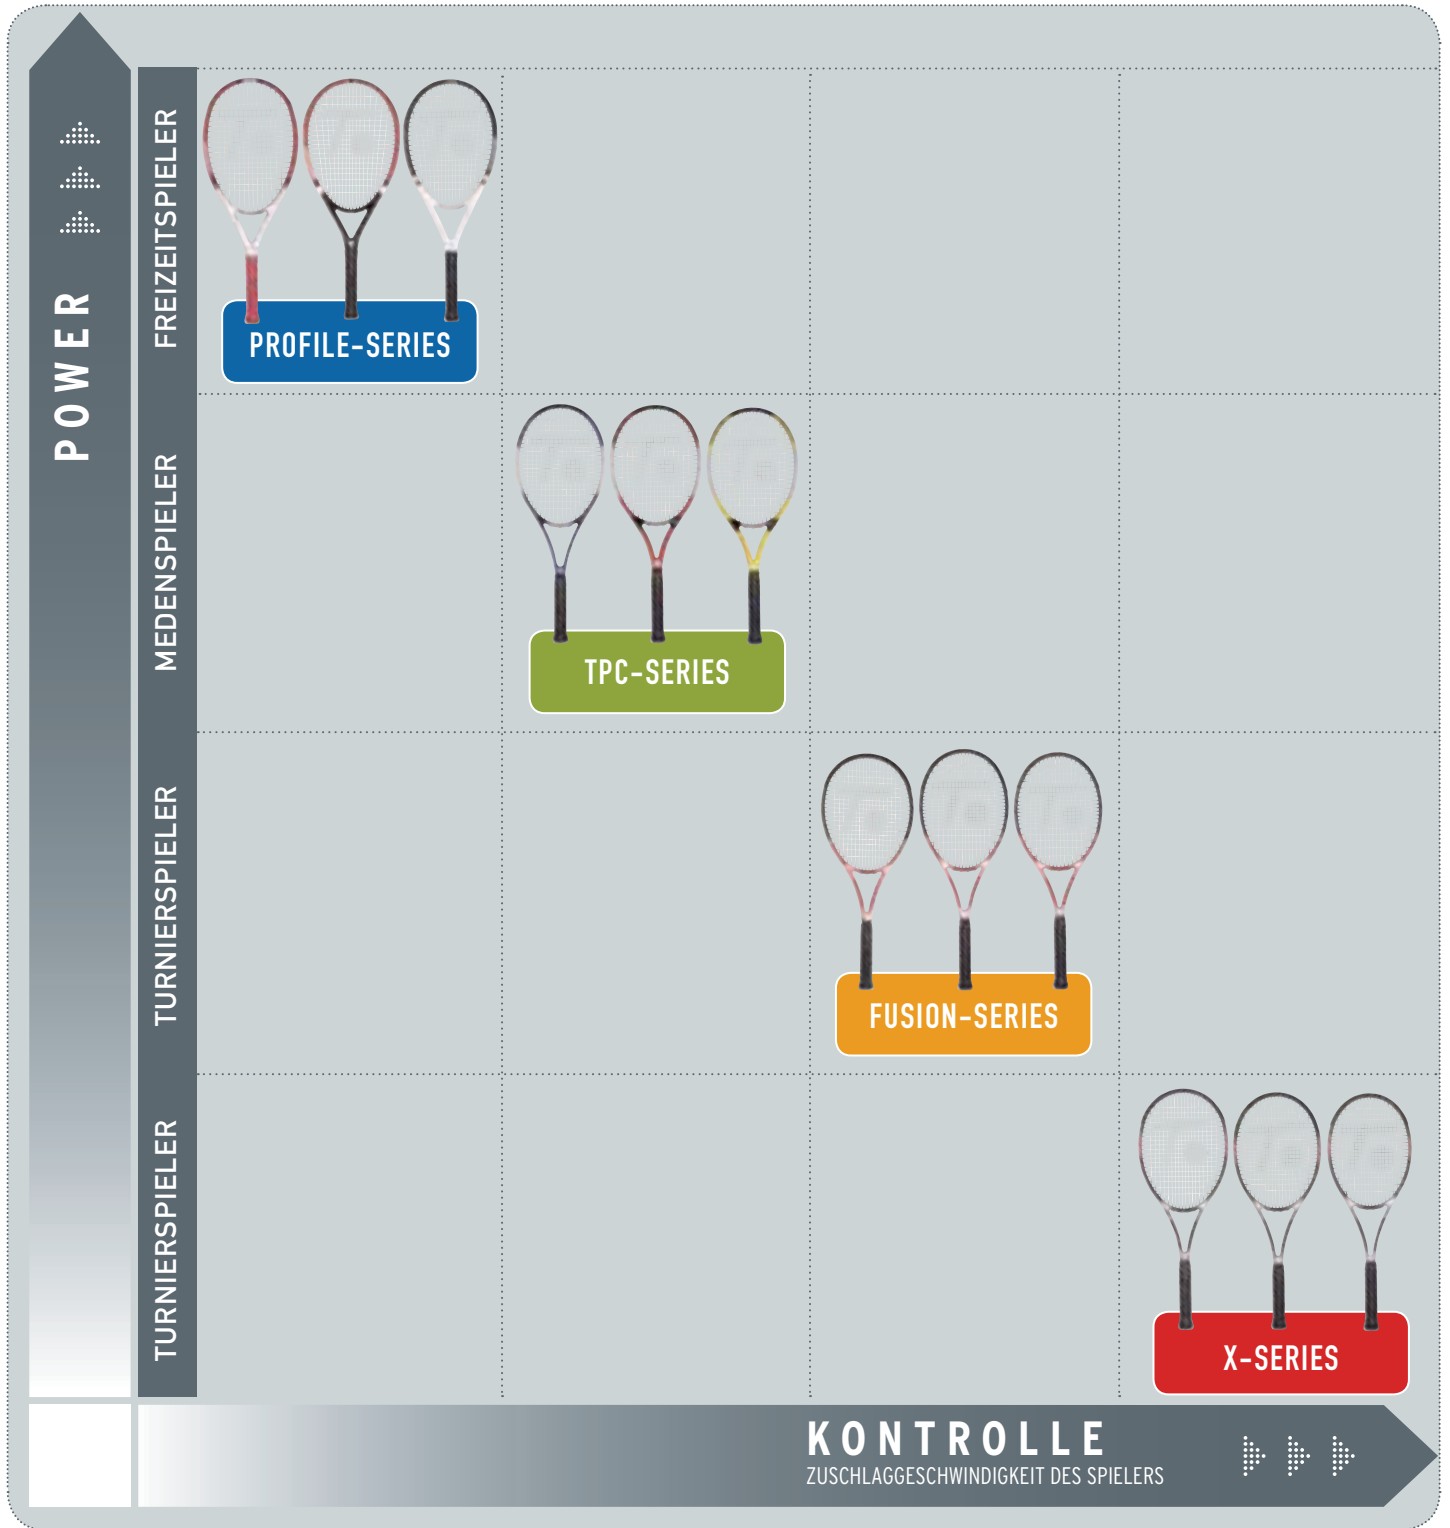 POWER
FREIZEITSPIELER
PROFILE-SERIES
MEDENSPIELER
TPC-SERIES
TURNIERSPIELER
FUSION-SERIES
TURNIERSPIELER
X-SERIES
KONTROLLE
ZUSCHLAGGESCHWINDIGKEIT DES SPIELERS